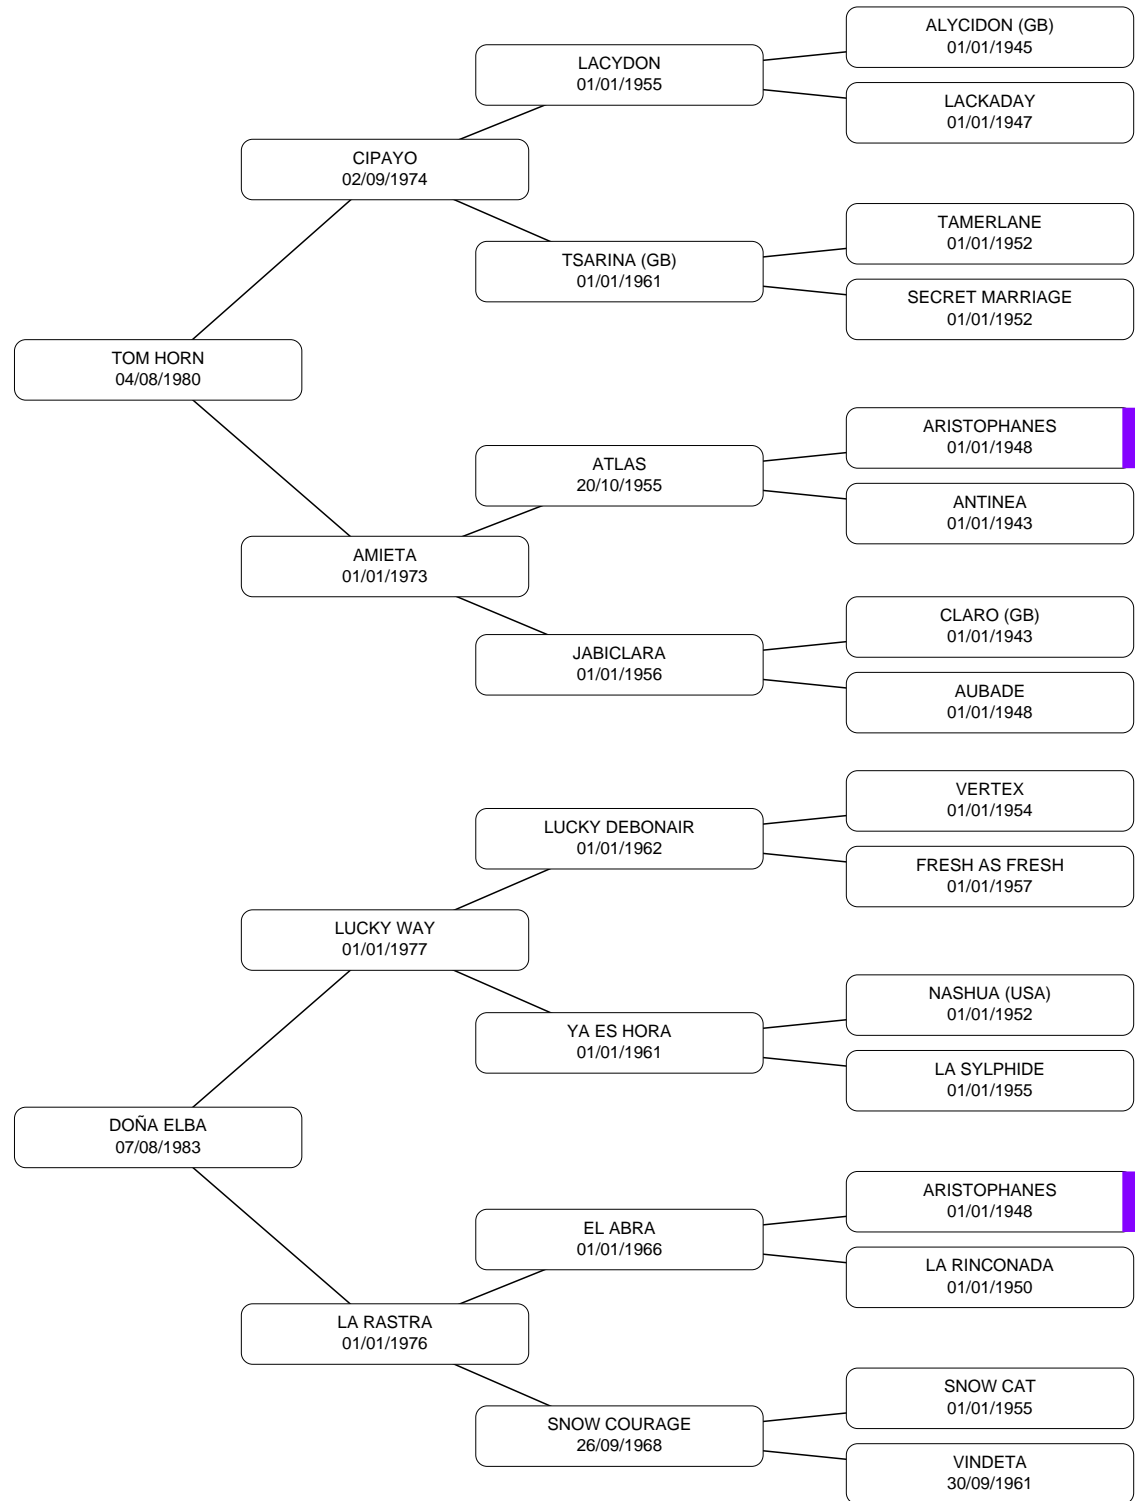 ALYCIDON (GB)
01/01/1945
LACYDON
01/01/1955
LACKADAY
01/01/1947
CIPAYO
02/09/1974
TAMERLANE
01/01/1952
TSARINA (GB)
01/01/1961
SECRET MARRIAGE
01/01/1952
TOM HORN
04/08/1980
ARISTOPHANES
01/01/1948
ATLAS
20/10/1955
ANTINEA
01/01/1943
AMIETA
01/01/1973
CLARO (GB)
01/01/1943
JABICLARA
01/01/1956
AUBADE
01/01/1948
VERTEX
01/01/1954
LUCKY DEBONAIR
01/01/1962
FRESH AS FRESH
01/01/1957
LUCKY WAY
01/01/1977
NASHUA (USA)
01/01/1952
YA ES HORA
01/01/1961
LA SYLPHIDE
01/01/1955
DOÑA ELBA
07/08/1983
ARISTOPHANES
01/01/1948
EL ABRA
01/01/1966
LA RINCONADA
01/01/1950
LA RASTRA
01/01/1976
SNOW CAT
01/01/1955
SNOW COURAGE
26/09/1968
VINDETA
30/09/1961